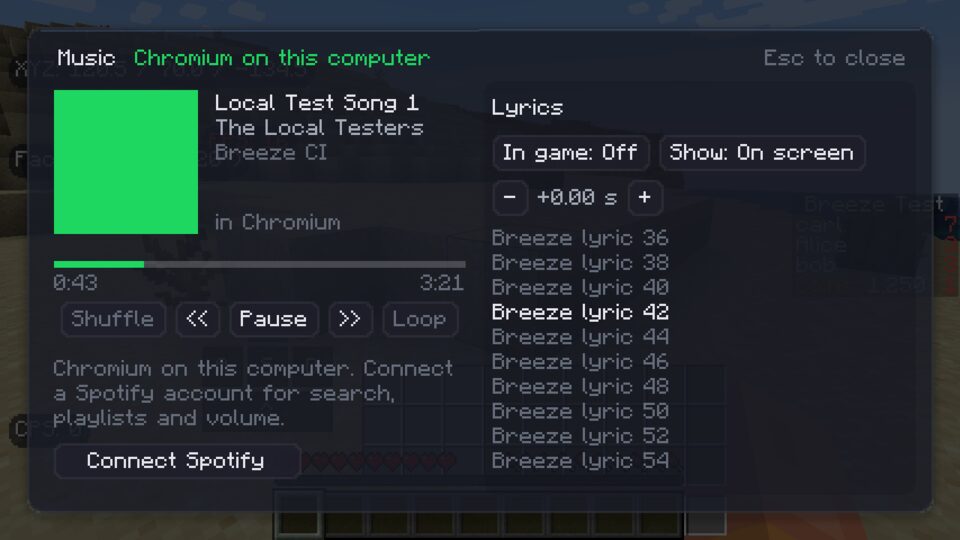 Music Chromium on this computer
Esc to close
Local Test Song 1
The Local Testers
Breeze CI
in Chromium
0:43
3:21
Shuffle
<<
Pause
>>
Loop
Chromium on this computer. Connect
a Spotify account for search,
playlists and volume.
Connect Spotify
Lyrics
In game: Off
Show: On screen
-
+0.00 s
+
Breeze lyric 36
Breeze lyric 38
Breeze lyric 40
Breeze lyric 42
Breeze lyric 44
Breeze lyric 46
Breeze lyric 48
Breeze lyric 50
Breeze lyric 52
Breeze lyric 54
Breeze Test
carl
Alice
bob